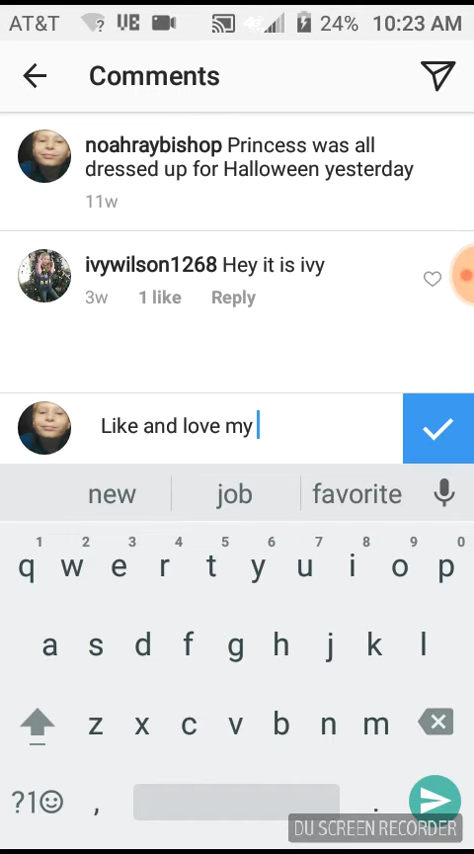 AT&T ? VB 4G 24% 10:23 AM
Comments
noahraybishop Princess was all
dressed up for Halloween yesterday
11w
ivywilson1268 Hey it is ivy
3w 1 like Reply
Like and love my
new job favorite
1 2 3 4 5 6 7 8 9 0
q w e r t y u i o p
a s d f g h j k l
z x c v b n m
?1☺ , .
DU SCREEN RECORDER